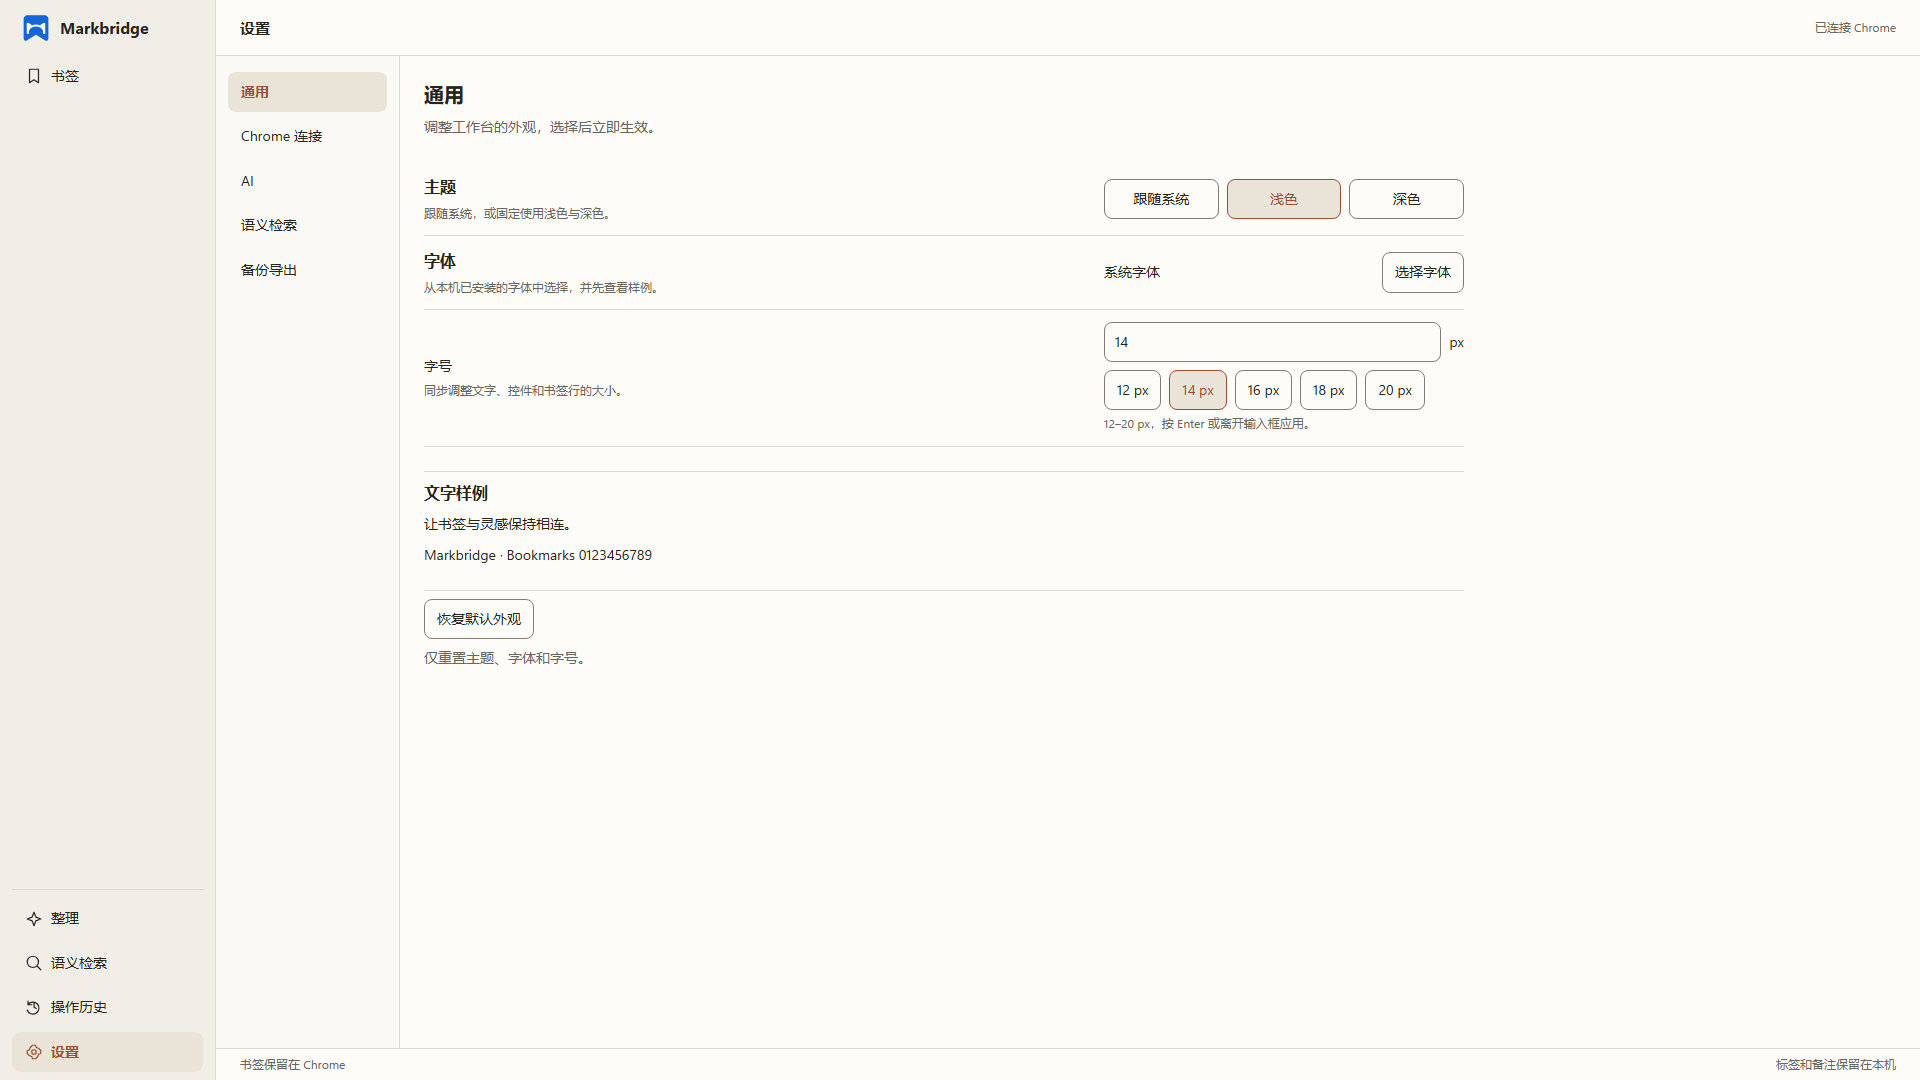 Markbridge
书签
整理
语义检索
操作历史
设置
设置
已连接 Chrome
通用
Chrome 连接
AI
语义检索
备份导出
通用
调整工作台的外观，选择后立即生效。
主题
跟随系统，或固定使用浅色与深色。
跟随系统
浅色
深色
字体
从本机已安装的字体中选择，并先查看样例。
系统字体
选择字体
字号
同步调整文字、控件和书签行的大小。
14
px
12 px
14 px
16 px
18 px
20 px
12–20 px，按 Enter 或离开输入框应用。
文字样例
让书签与灵感保持相连。
Markbridge · Bookmarks 0123456789
恢复默认外观
仅重置主题、字体和字号。
书签保留在 Chrome
标签和备注保留在本机